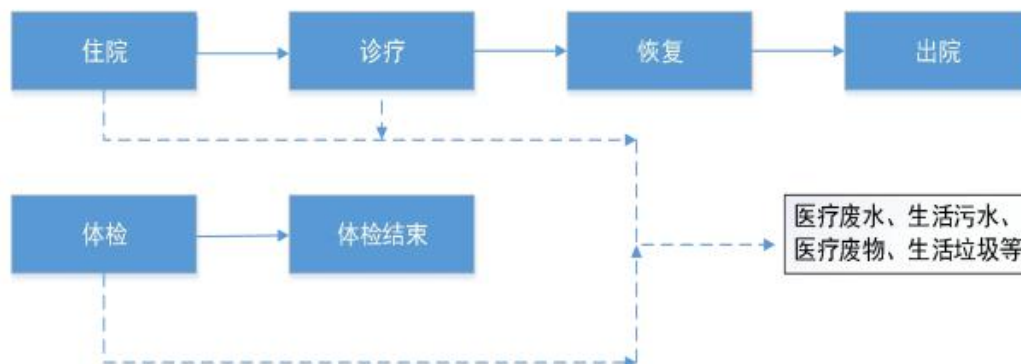 住院
诊疗
恢复
出院
体检
体检结束
医疗废水、生活污水、
医疗废物、生活垃圾等